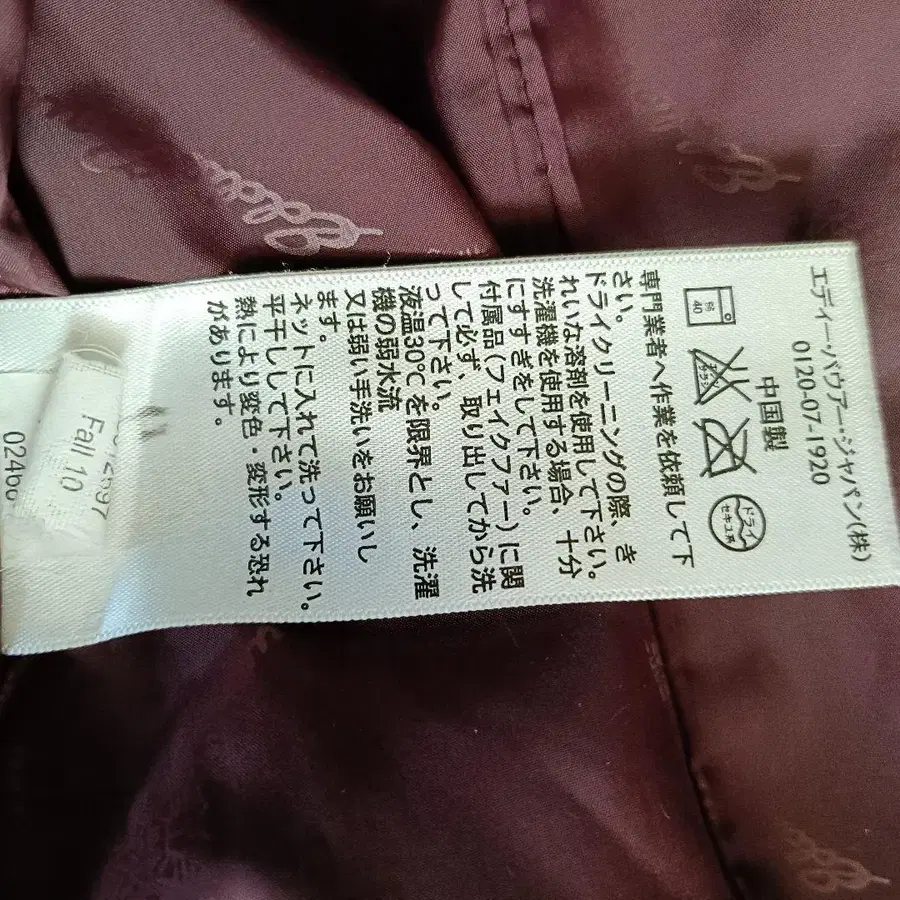 エディー・バウアー・ジャパン(株)
0120-07-1920
中国製
弱
40
ドライ
セキユ系
専門業者へ作業を依頼して下
さい。
ドライクリーニングの際、き
れいな溶剤を使用して下さい。
洗濯機を使用する場合、十分
にすすぎをして下さい。
付属品(フェイクファー)に関
して必ず、取り出してから洗
って下さい。
液温30℃を限界とし、洗濯
機の弱水流
又は弱い手洗いをお願いし
ます。
ネットに入れて洗って下さい。
平干しして下さい。
熱により変色・変形する恐れ
があります。
Fall 10